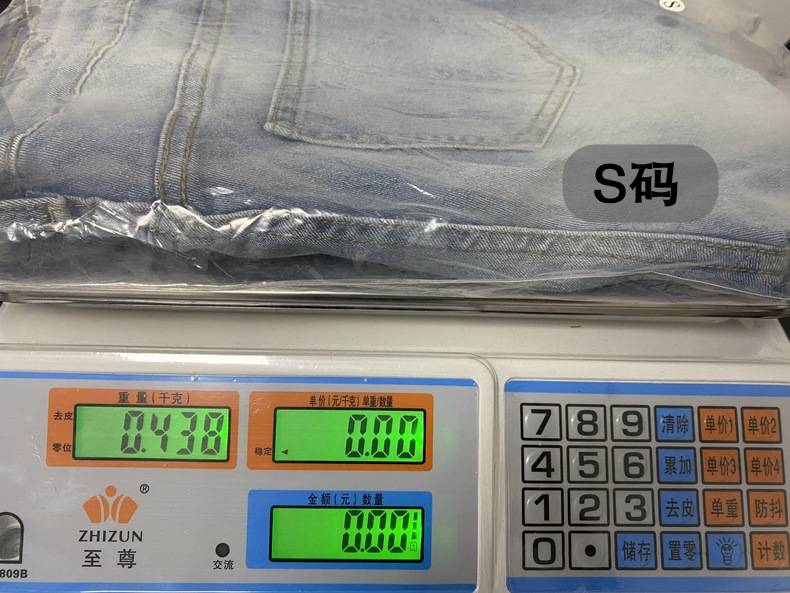 S
S码
重量(千克)
去皮
零位
0.438
单价(元/千克)单重/数量
稳定
0.00
金额(元)数量
0.00
®
ZHIZUN
至尊
交流
809B
7 8 9 清除 单价1 单价2
4 5 6 累加 单价3 单价4
1 2 3 去皮 单重 防抖
0 • 储存 置零 计数